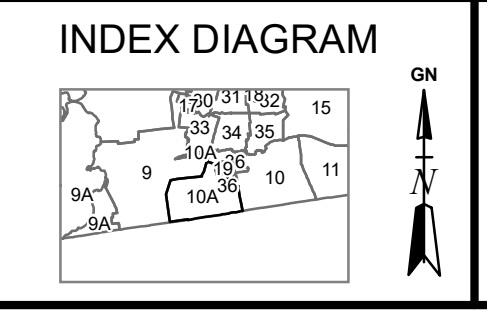 INDEX DIAGRAM
GN
N
17 30 31 18 32 15
33 34 35
10A 36
9 19 10 11
36
9A 10A
9A